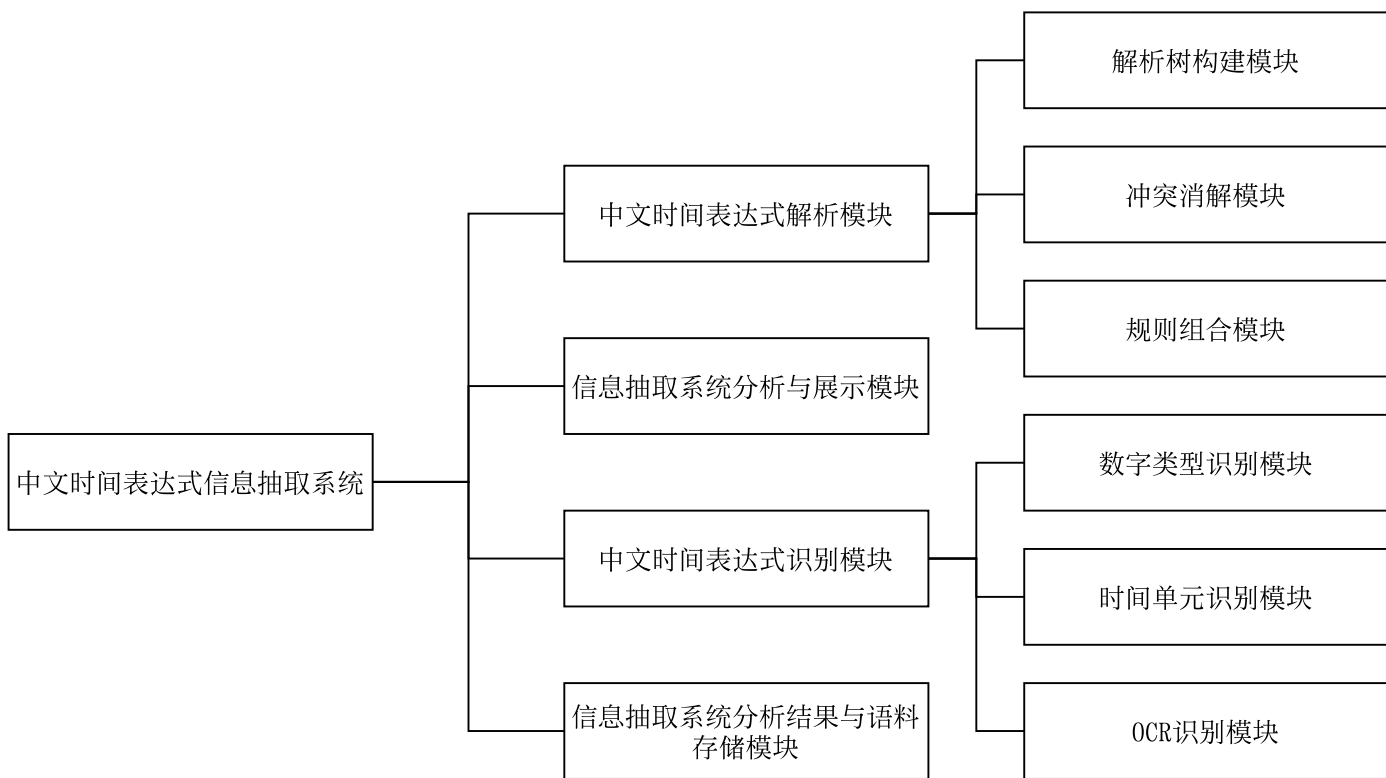 中文时间表达式信息抽取系统
中文时间表达式解析模块
解析树构建模块
冲突消解模块
规则组合模块
信息抽取系统分析与展示模块
中文时间表达式识别模块
数字类型识别模块
时间单元识别模块
OCR识别模块
信息抽取系统分析结果与语料
存储模块